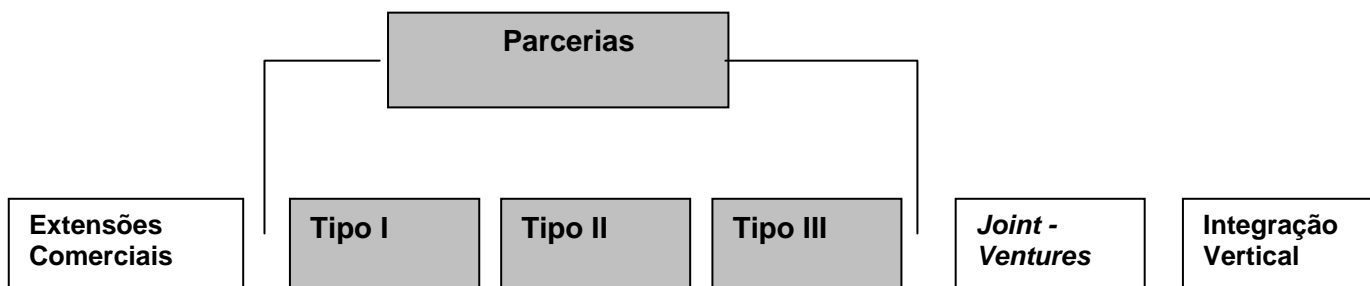 Parcerias
Extensões
Comerciais
Tipo I
Tipo II
Tipo III
Joint -
Ventures
Integração
Vertical